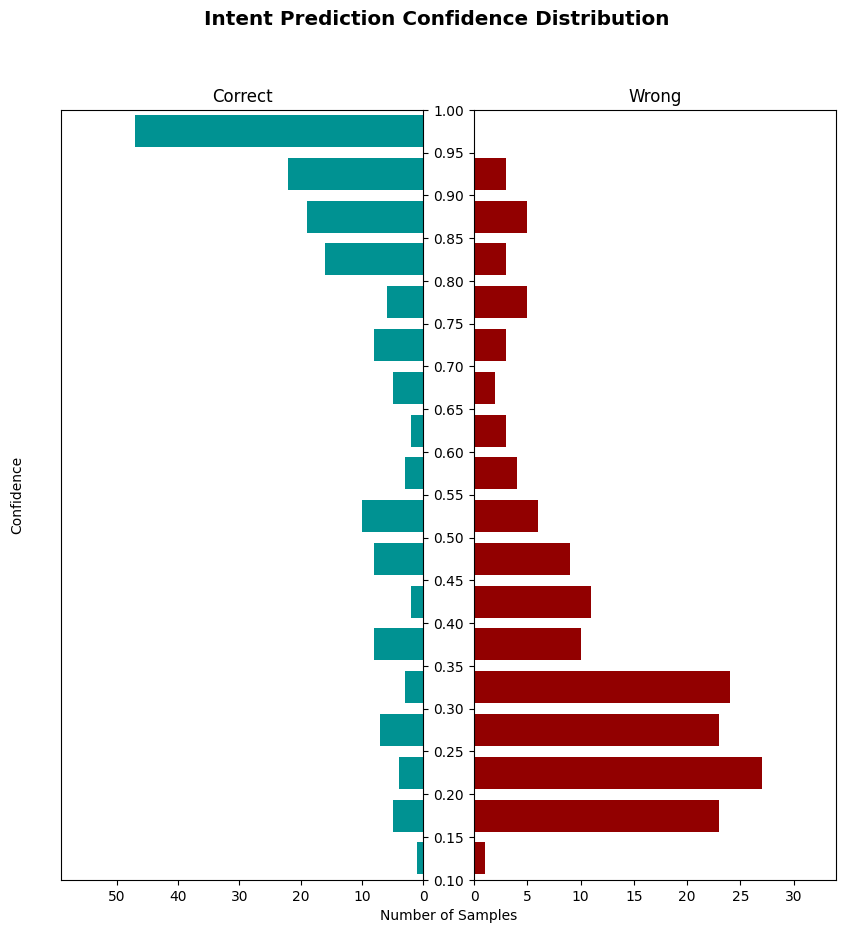 Intent Prediction Confidence Distribution
Correct
Wrong
1.00
0.95
0.90
0.85
0.80
0.75
0.70
0.65
0.60
0.55
0.50
0.45
0.40
0.35
0.30
0.25
0.20
0.15
0.10
Confidence
50 40 30 20 10 0
0 5 10 15 20 25 30
Number of Samples